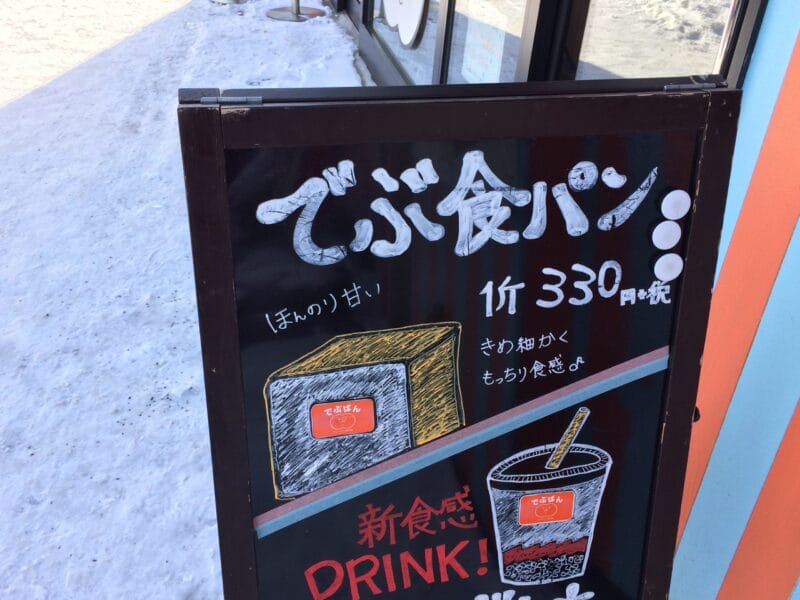 でぶ食パン
ほんのり甘い
1斤 330円+税
きめ細かく
もっちり食感
でぶぱん
新食感
DRINK!
でぶぱん